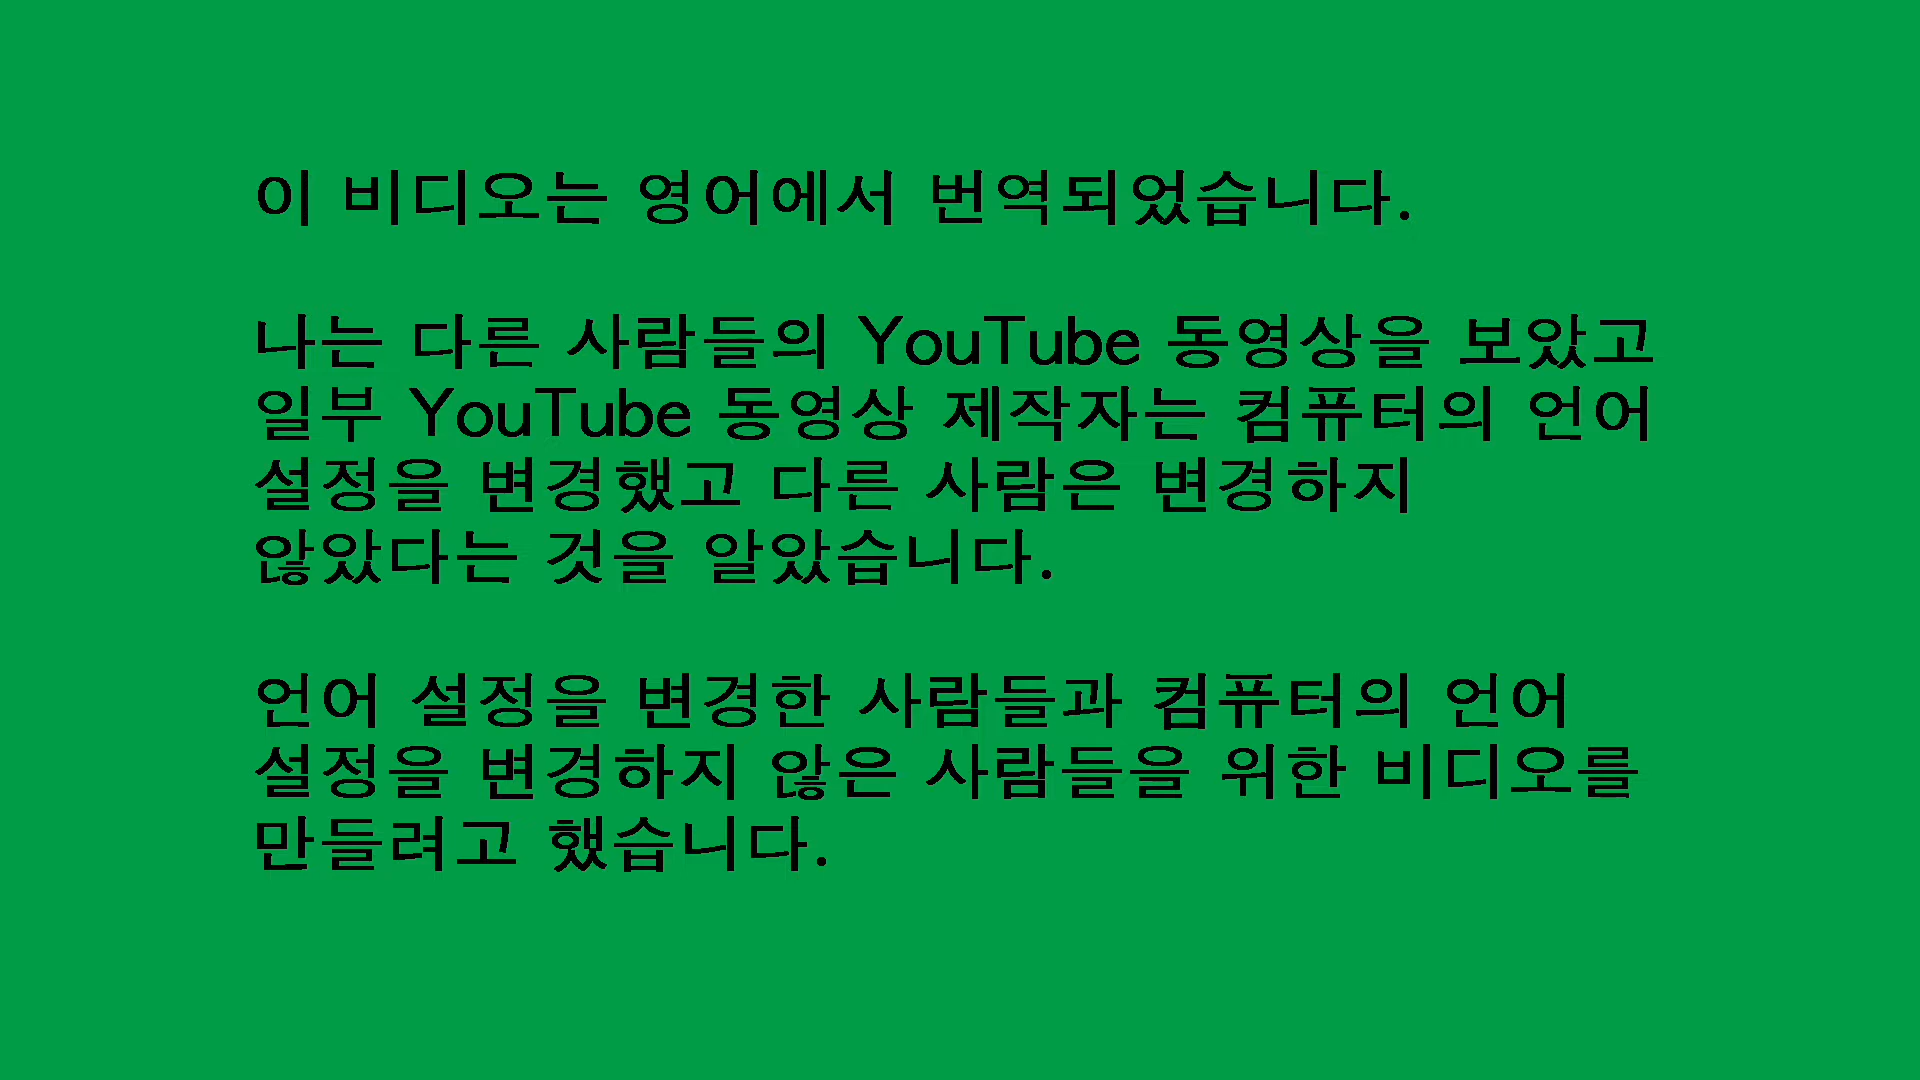 이 비디오는 영어에서 번역되었습니다.
나는 다른 사람들의 YouTube 동영상을 보았고
일부 YouTube 동영상 제작자는 컴퓨터의 언어
설정을 변경했고 다른 사람은 변경하지
않았다는 것을 알았습니다.
언어 설정을 변경한 사람들과 컴퓨터의 언어
설정을 변경하지 않은 사람들을 위한 비디오를
만들려고 했습니다.